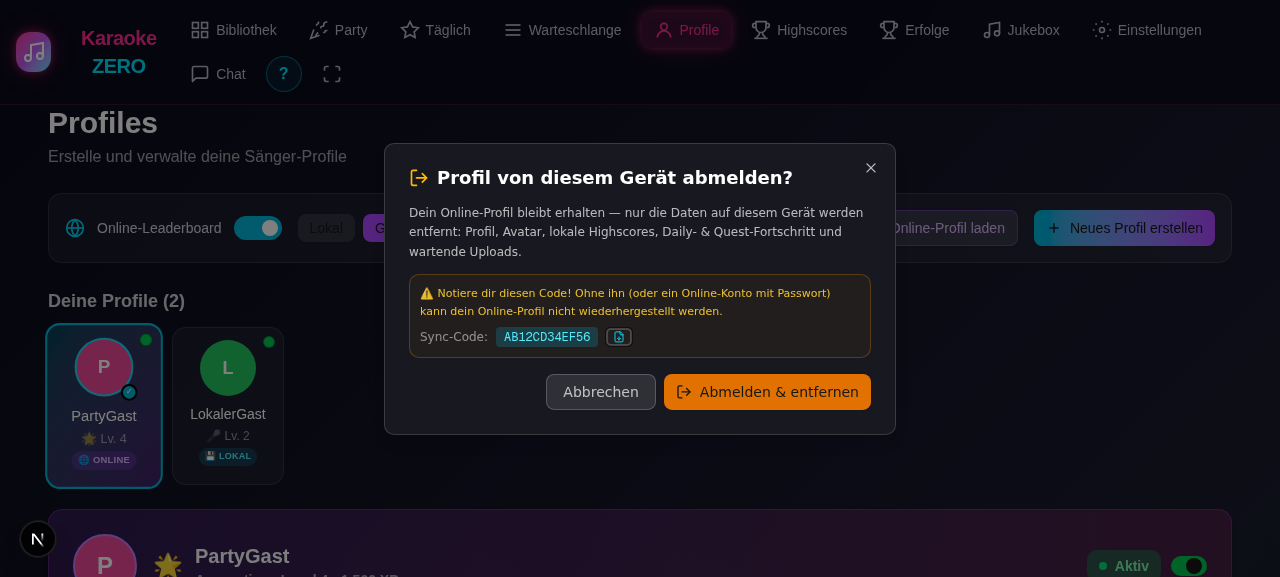 Karaoke
ZERO
Bibliothek
Party
Täglich
Warteschlange
Profile
Highscores
Erfolge
Jukebox
Einstellungen
Chat
?
Profiles
Erstelle und verwalte deine Sänger-Profile
Online-Leaderboard
Lokal
Online-Profil laden
Neues Profil erstellen
Profil von diesem Gerät abmelden?
Dein Online-Profil bleibt erhalten — nur die Daten auf diesem Gerät werden
entfernt: Profil, Avatar, lokale Highscores, Daily- & Quest-Fortschritt und
wartende Uploads.
⚠️ Notiere dir diesen Code! Ohne ihn (oder ein Online-Konto mit Passwort)
kann dein Online-Profil nicht wiederhergestellt werden.
Sync-Code: AB12CD34EF56
Abbrechen
Abmelden & entfernen
Deine Profile (2)
P
PartyGast
Lv. 4
ONLINE
L
LokalerGast
Lv. 2
LOKAL
N
P
PartyGast
Aktiv